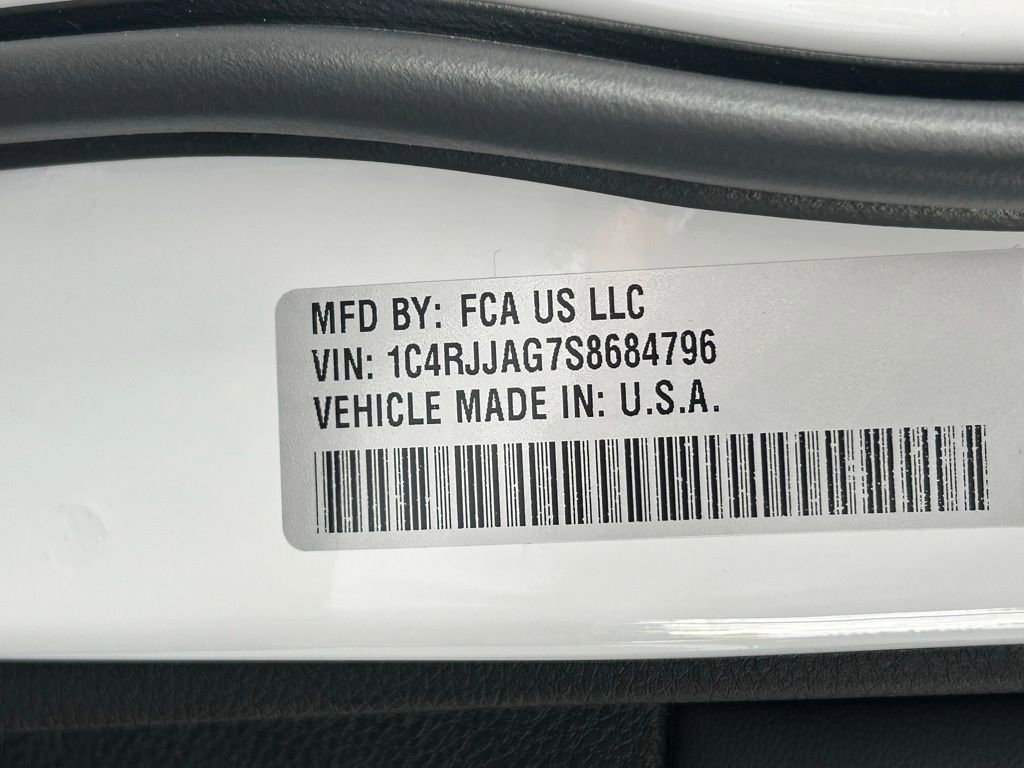 MFD BY: FCA US LLC
VIN: 1C4RJJAG7S8684796
VEHICLE MADE IN: U.S.A.